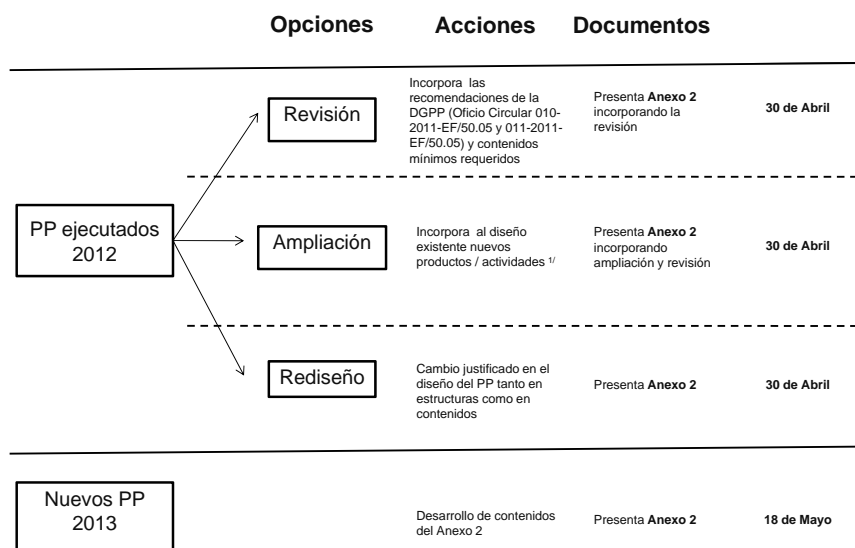 Opciones Acciones Documentos
Incorpora las
recomendaciones de la
DGPP (Oficio Circular 010-
2011-EF/50.05 y 011-2011-
EF/50.05) y contenidos
mínimos requeridos
Revisión
Presenta Anexo 2
incorporando la
revisión
30 de Abril
PP ejecutados
2012
Ampliación
Incorpora al diseño
existente nuevos
productos / actividades 1/
Presenta Anexo 2
incorporando
ampliación y revisión
30 de Abril
Rediseño
Cambio justificado en el
diseño del PP tanto en
estructuras como en
contenidos
Presenta Anexo 2
30 de Abril
Nuevos PP
2013
Desarrollo de contenidos
del Anexo 2
Presenta Anexo 2
18 de Mayo